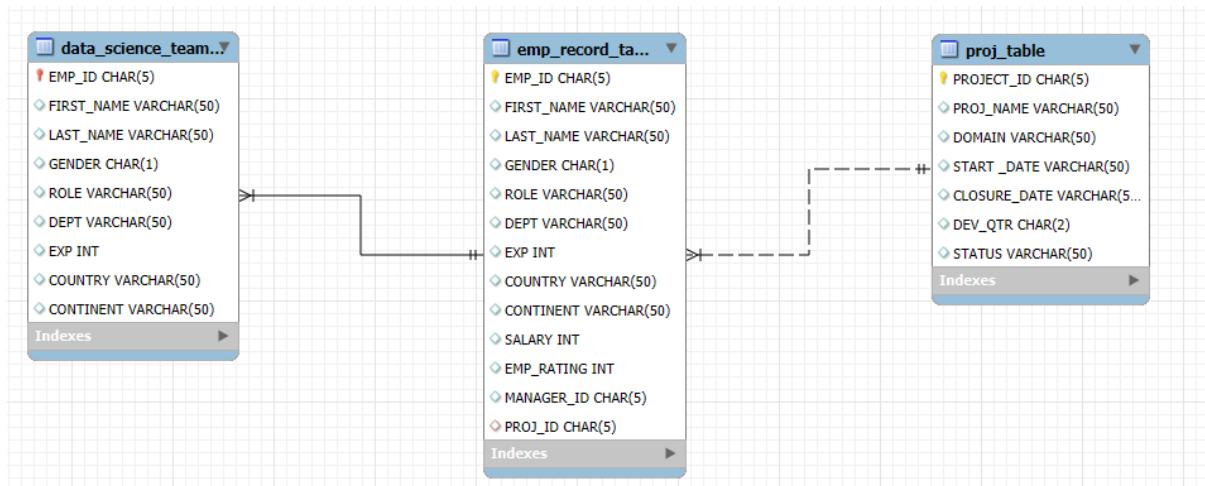 data_science_team...
EMP_ID CHAR(5)
FIRST_NAME VARCHAR(50)
LAST_NAME VARCHAR(50)
GENDER CHAR(1)
ROLE VARCHAR(50)
DEPT VARCHAR(50)
EXP INT
COUNTRY VARCHAR(50)
CONTINENT VARCHAR(50)
Indexes
emp_record_ta...
EMP_ID CHAR(5)
FIRST_NAME VARCHAR(50)
LAST_NAME VARCHAR(50)
GENDER CHAR(1)
ROLE VARCHAR(50)
DEPT VARCHAR(50)
EXP INT
COUNTRY VARCHAR(50)
CONTINENT VARCHAR(50)
SALARY INT
EMP_RATING INT
MANAGER_ID CHAR(5)
PROJ_ID CHAR(5)
Indexes
proj_table
PROJECT_ID CHAR(5)
PROJ_NAME VARCHAR(50)
DOMAIN VARCHAR(50)
START _DATE VARCHAR(50)
CLOSURE_DATE VARCHAR(5...
DEV_QTR CHAR(2)
STATUS VARCHAR(50)
Indexes